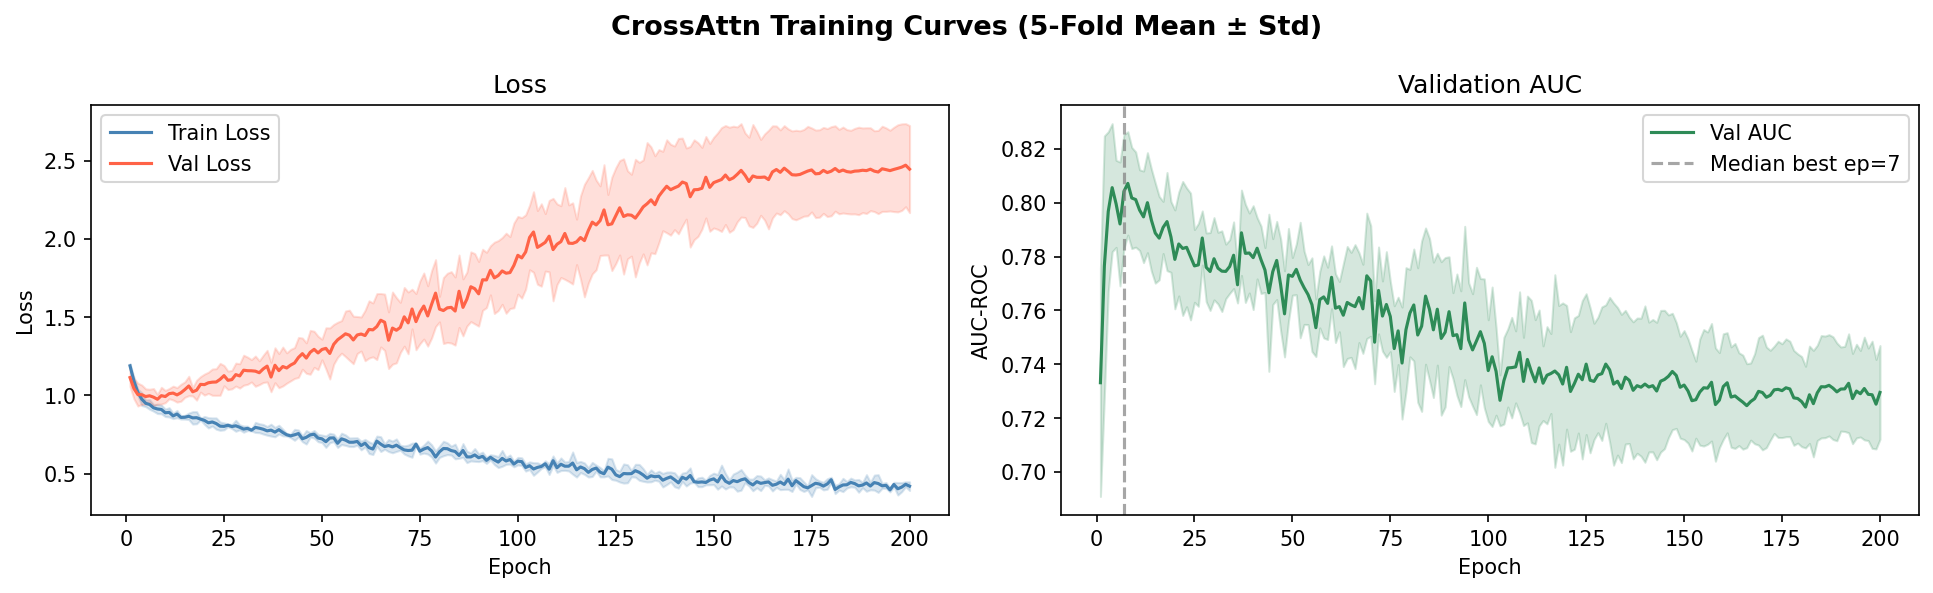 CrossAttn Training Curves (5-Fold Mean ± Std)
Loss
Train Loss
Val Loss
2.5
2.0
1.5
1.0
0.5
Loss
0 25 50 75 100 125 150 175 200
Epoch
Validation AUC
Val AUC
Median best ep=7
0.82
0.80
0.78
0.76
0.74
0.72
0.70
AUC-ROC
0 25 50 75 100 125 150 175 200
Epoch